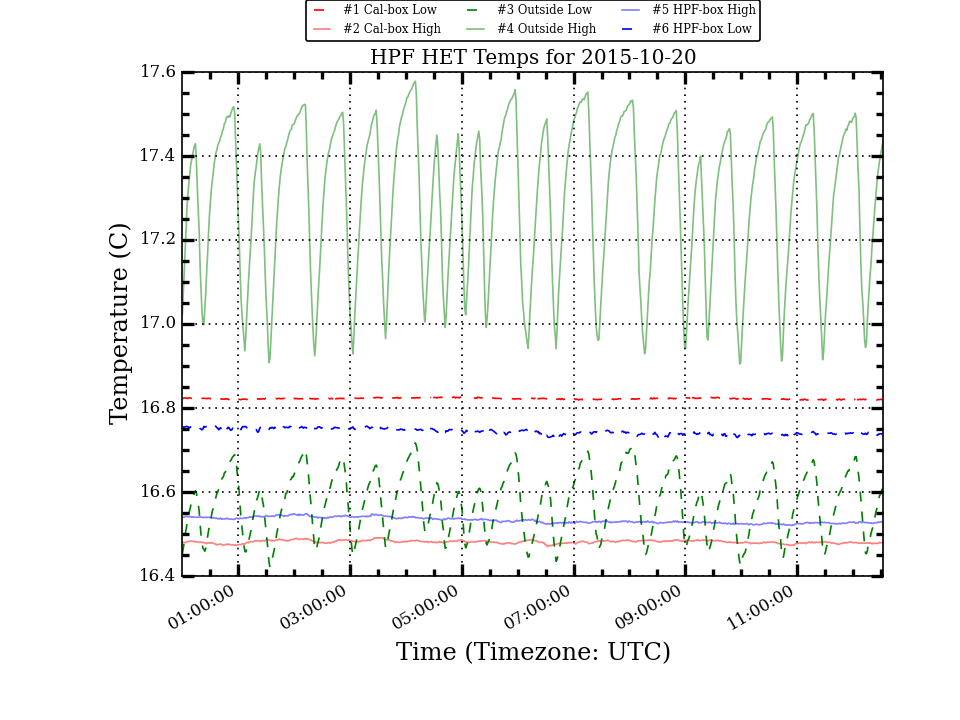 #1 Cal-box Low #3 Outside Low #5 HPF-box High
#2 Cal-box High #4 Outside High #6 HPF-box Low
HPF HET Temps for 2015-10-20
17.6
17.4
17.2
17.0
16.8
16.6
16.4
Temperature (C)
01:00:00 03:00:00 05:00:00 07:00:00 09:00:00 11:00:00
Time (Timezone: UTC)